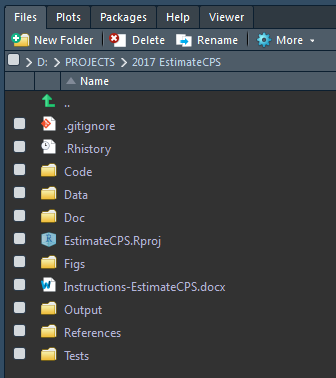 Files Plots Packages Help Viewer
New Folder Delete Rename More
D: PROJECTS 2017 EstimateCPS
Name
..
.gitignore
.Rhistory
Code
Data
Doc
EstimateCPS.Rproj
Figs
Instructions-EstimateCPS.docx
Output
References
Tests